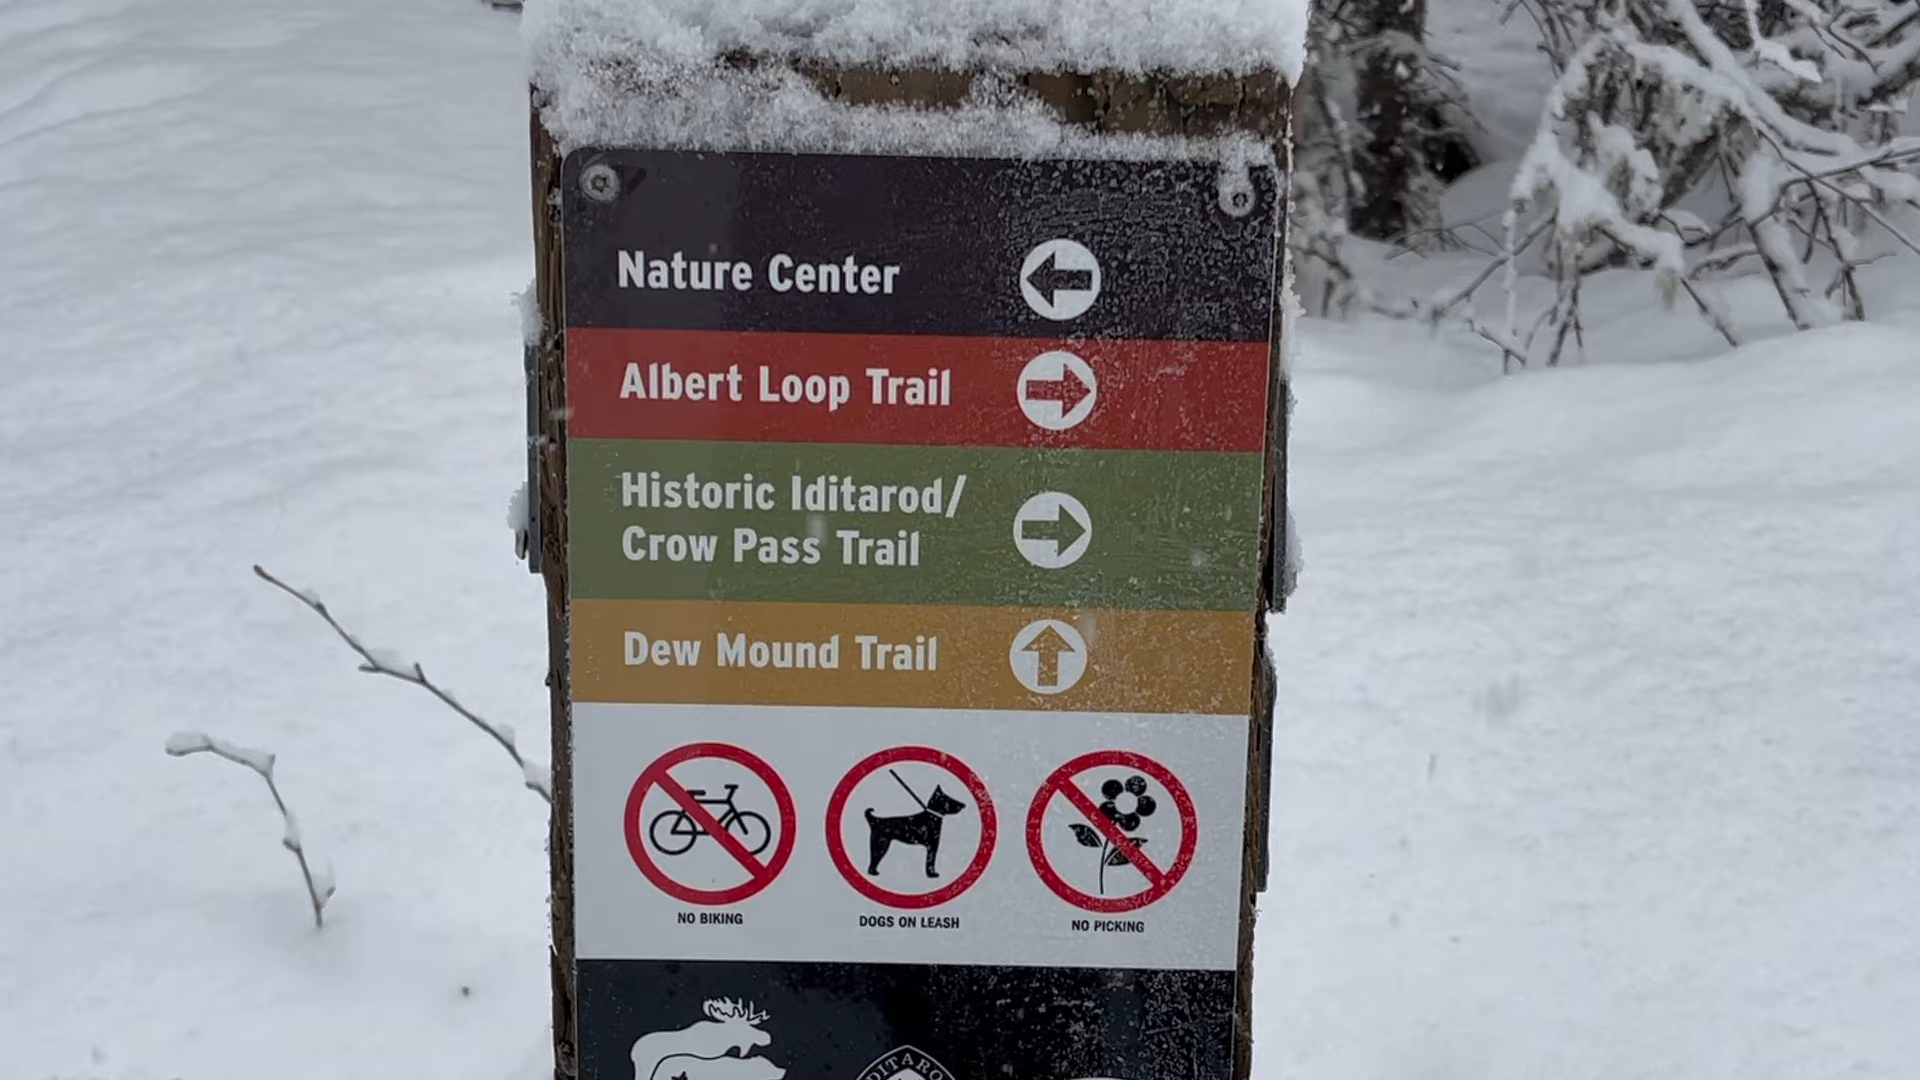 Nature Center
Albert Loop Trail
Historic Iditarod/
Crow Pass Trail
Dew Mound Trail
NO BIKING
DOGS ON LEASH
NO PICKING